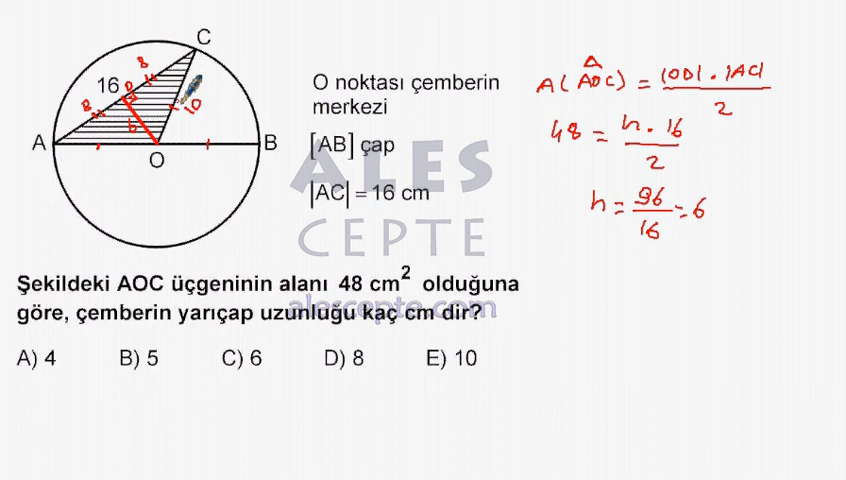 C
8
16
D
8
10
6
A
O
B
O noktası çemberin
merkezi
[AB] çap
|AC| = 16 cm
ALES
CEPTE
A(AOC) = |OD| . |AC| / 2
48 = h . 16 / 2
h = 96 / 16 = 6
Şekildeki AOC üçgeninin alanı 48 cm² olduğuna
göre, çemberin yarıçap uzunluğu kaç cm dir?
alescepte.com
A) 4 B) 5 C) 6 D) 8 E) 10